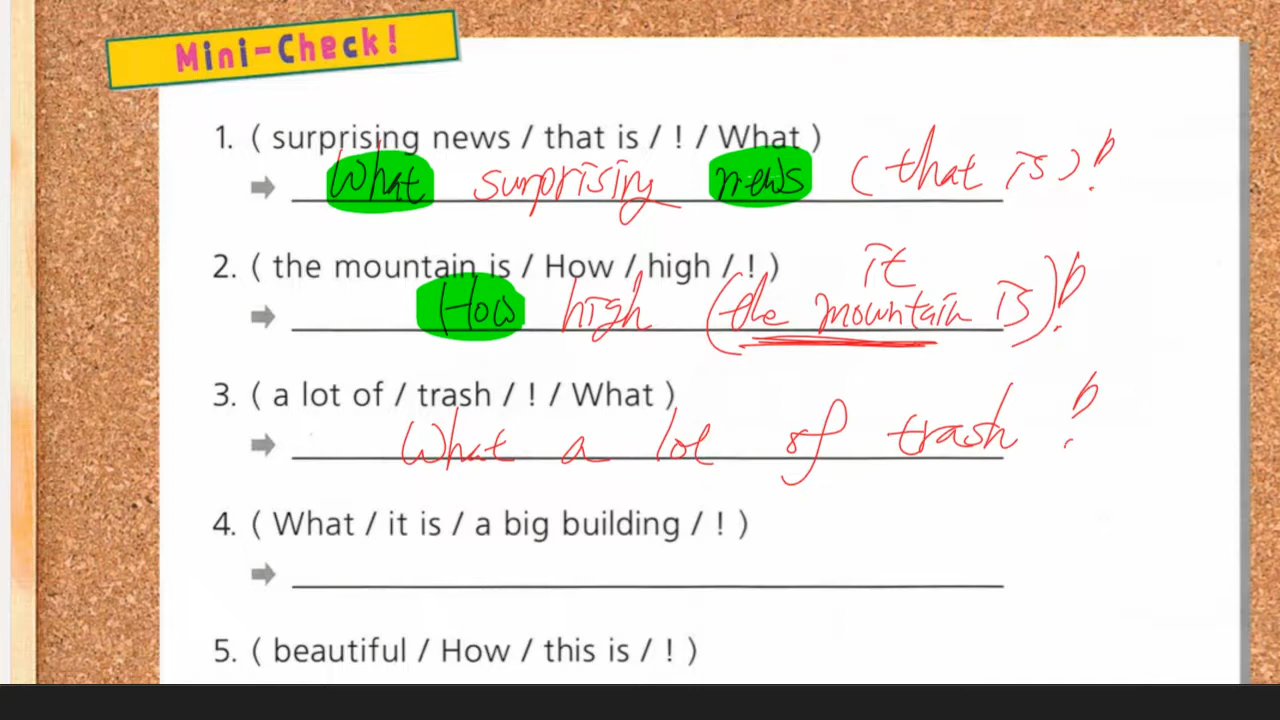 Mini-Check!
1. ( surprising news / that is / ! / What )
What surprising news (that is)!
2. ( the mountain is / How / high / ! )
it
How high (the mountain is)!
3. ( a lot of / trash / ! / What )
What a lot of trash !
4. ( What / it is / a big building / ! )
5. ( beautiful / How / this is / ! )